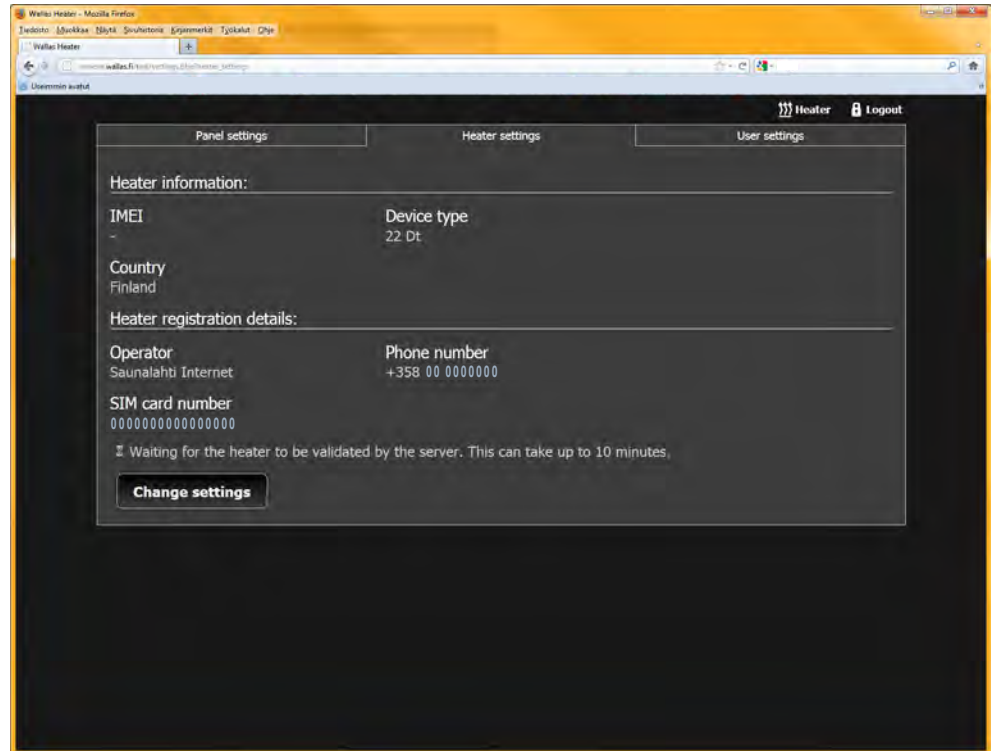 Wallas Heater - Mozilla Firefox
Tiedosto Muokkaa Näytä Sivuhistoria Kirjanmerkit Työkalut Ohje
Wallas Heater +
wallas.fi
Useimmin avatut
Heater Logout
Panel settings Heater settings User settings
Heater information:
IMEI Device type
- 22 Dt
Country
Finland
Heater registration details:
Operator Phone number
Saunalahti Internet +358 00 0000000
SIM card number
0000000000000000
Waiting for the heater to be validated by the server. This can take up to 10 minutes.
Change settings